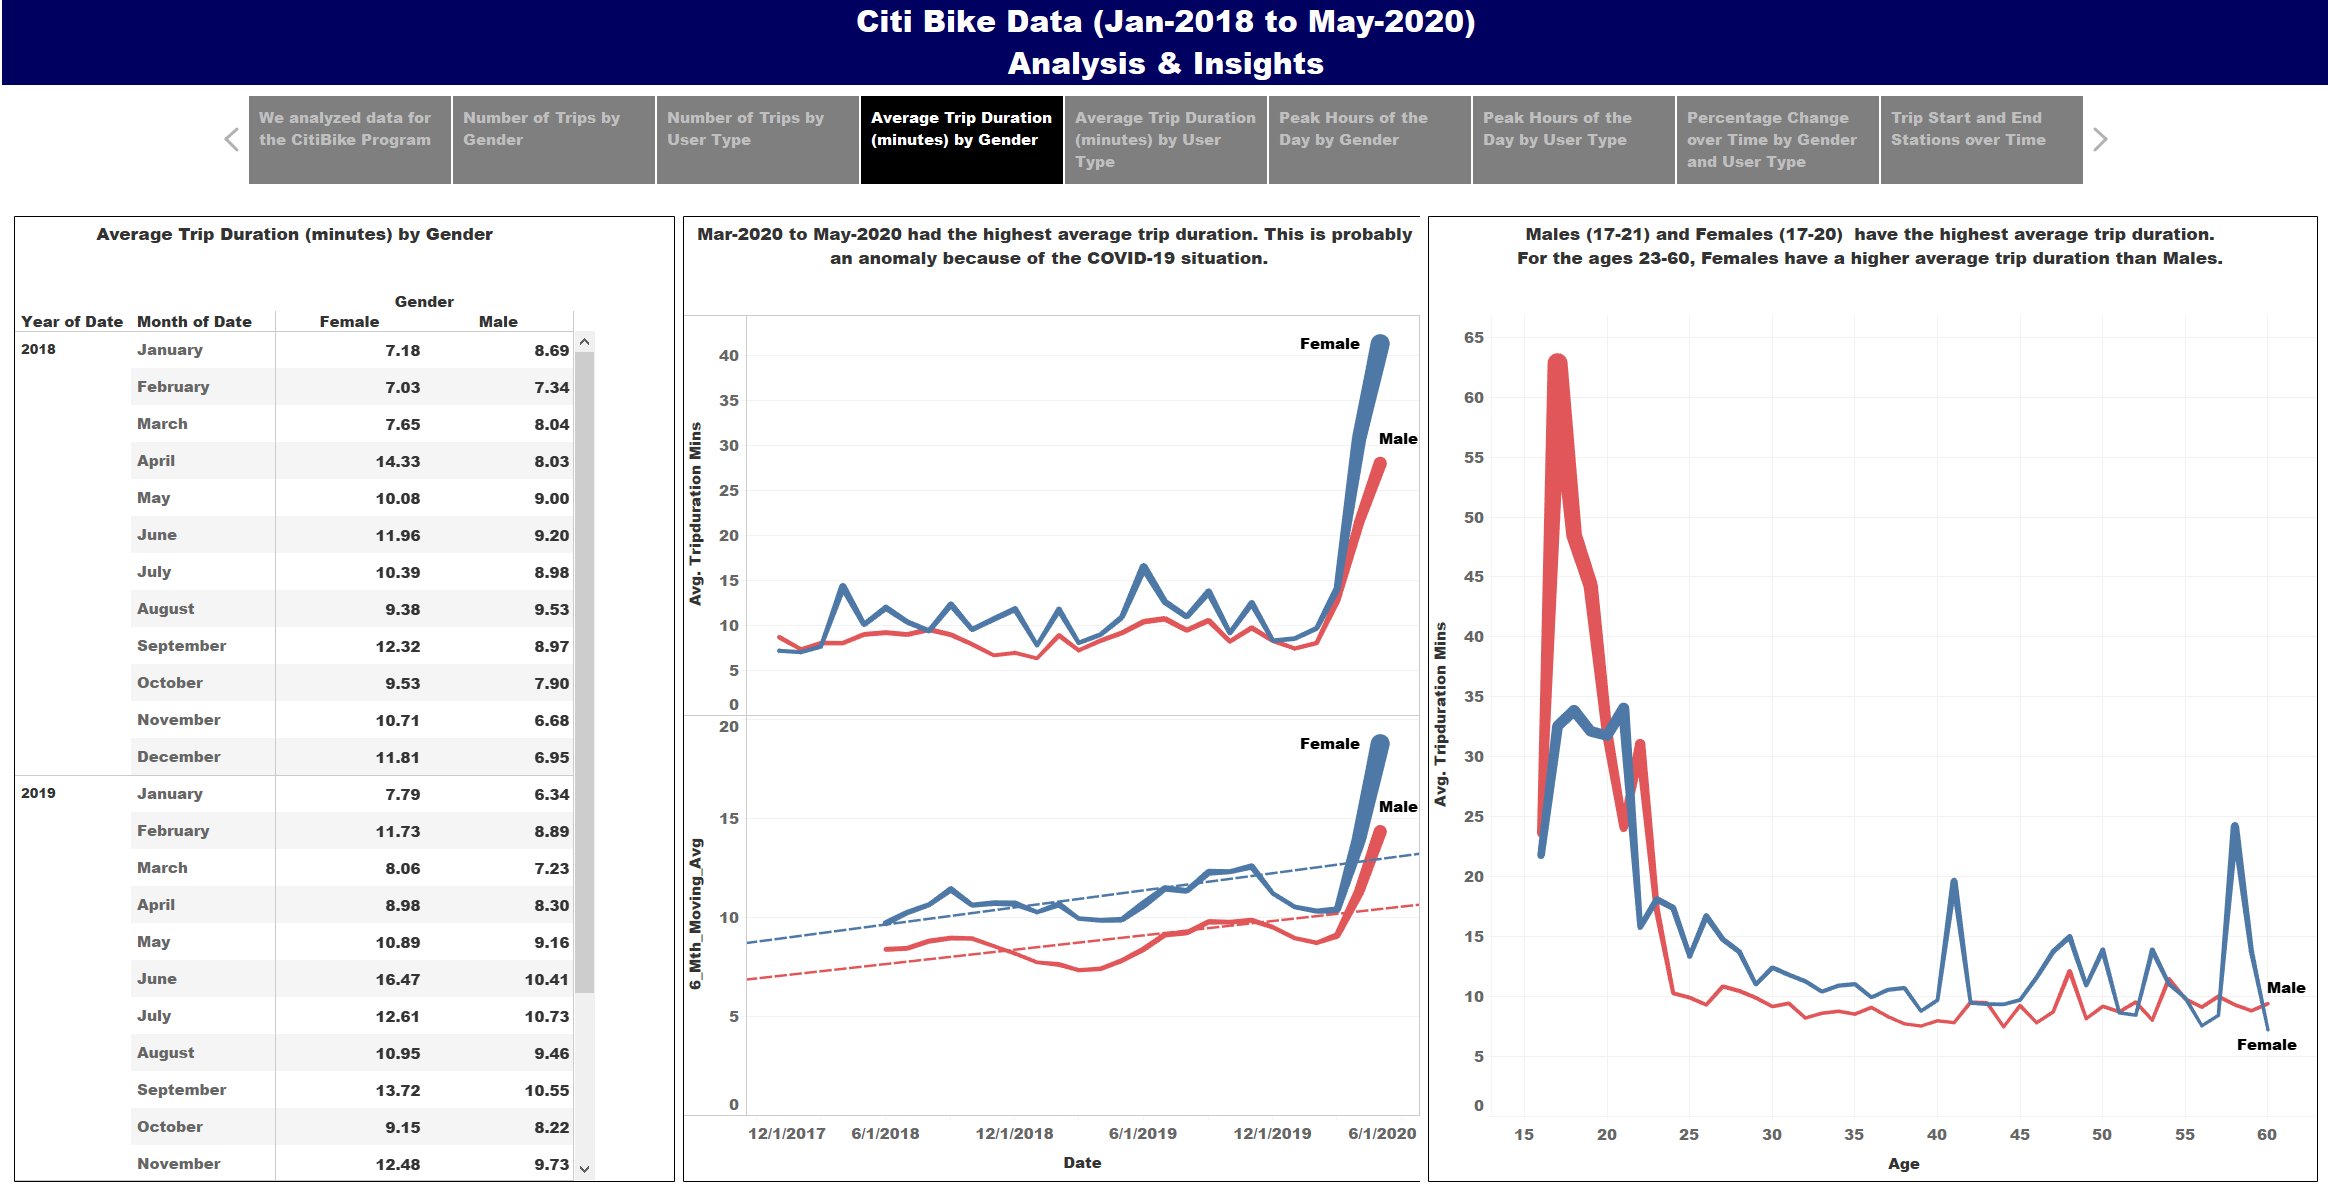 Citi Bike Data (Jan-2018 to May-2020)
Analysis & Insights
We analyzed data for
the CitiBike Program
Number of Trips by
Gender
Number of Trips by
User Type
Average Trip Duration
(minutes) by Gender
Average Trip Duration
(minutes) by User
Type
Peak Hours of the
Day by Gender
Peak Hours of the
Day by User Type
Percentage Change
over Time by Gender
and User Type
Trip Start and End
Stations over Time
Average Trip Duration (minutes) by Gender
Gender
Year of Date Month of Date Female Male
2018 January 7.18 8.69
February 7.03 7.34
March 7.65 8.04
April 14.33 8.03
May 10.08 9.00
June 11.96 9.20
July 10.39 8.98
August 9.38 9.53
September 12.32 8.97
October 9.53 7.90
November 10.71 6.68
December 11.81 6.95
2019 January 7.79 6.34
February 11.73 8.89
March 8.06 7.23
April 8.98 8.30
May 10.89 9.16
June 16.47 10.41
July 12.61 10.73
August 10.95 9.46
September 13.72 10.55
October 9.15 8.22
November 12.48 9.73
Mar-2020 to May-2020 had the highest average trip duration. This is probably
an anomaly because of the COVID-19 situation.
Avg. Tripduration Mins
40
35
30
25
20
15
10
5
0
Female
Male
6_Mth_Moving_Avg
20
15
10
5
0
Female
Male
12/1/2017 6/1/2018 12/1/2018 6/1/2019 12/1/2019 6/1/2020
Date
Males (17-21) and Females (17-20) have the highest average trip duration.
For the ages 23-60, Females have a higher average trip duration than Males.
Avg. Tripduration Mins
65
60
55
50
45
40
35
30
25
20
15
10
5
0
Male
Female
15 20 25 30 35 40 45 50 55 60
Age